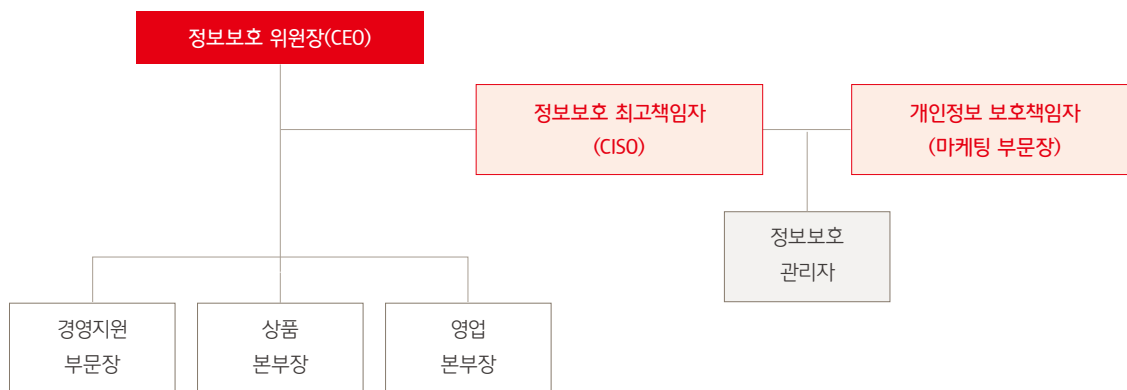 정보보호 위원장(CEO)
정보보호 최고책임자
(CISO)
개인정보 보호책임자
(마케팅 부문장)
정보보호
관리자
경영지원
부문장
상품
본부장
영업
본부장